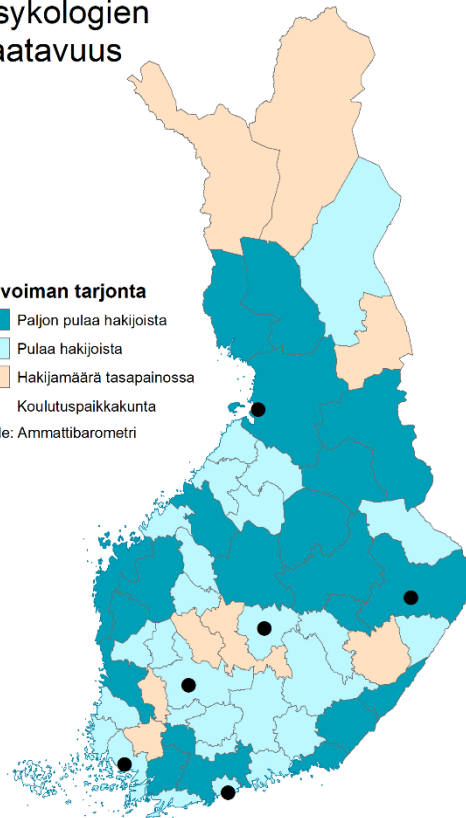 sykologien
aatavuus
voiman tarjonta
Paljon pulaa hakijoista
Pulaa hakijoista
Hakijamäärä tasapainossa
Koulutuspaikkakunta
le: Ammattibarometri